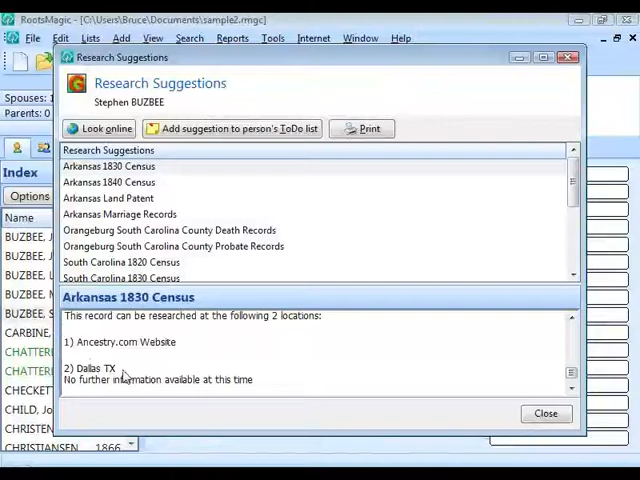 RootsMagic - [C:\Users\Bruce\Documents\sample2.rmgc]
File Edit Lists Add View Search Reports Tools Internet Window Help
Research Suggestions
Spouses: 1
Parents: 0
Research Suggestions
Stephen BUZBEE
Look online
Add suggestion to person's ToDo list
Print
Index
Options
Name
BUZBEE, J
BUZBEE, J
BUZBEE, L
BUZBEE, M
BUZBEE, S
CARBINE,
CHATTER
CHATTER
CHECKETT
CHILD, Jo
CHRISTEN
CHRISTIANSEN 1866
Research Suggestions
Arkansas 1830 Census
Arkansas 1840 Census
Arkansas Land Patent
Arkansas Marriage Records
Orangeburg South Carolina County Death Records
Orangeburg South Carolina County Probate Records
South Carolina 1820 Census
South Carolina 1830 Census
Arkansas 1830 Census
This record can be researched at the following 2 locations:
1) Ancestry.com Website
2) Dallas TX
No further information available at this time
Close